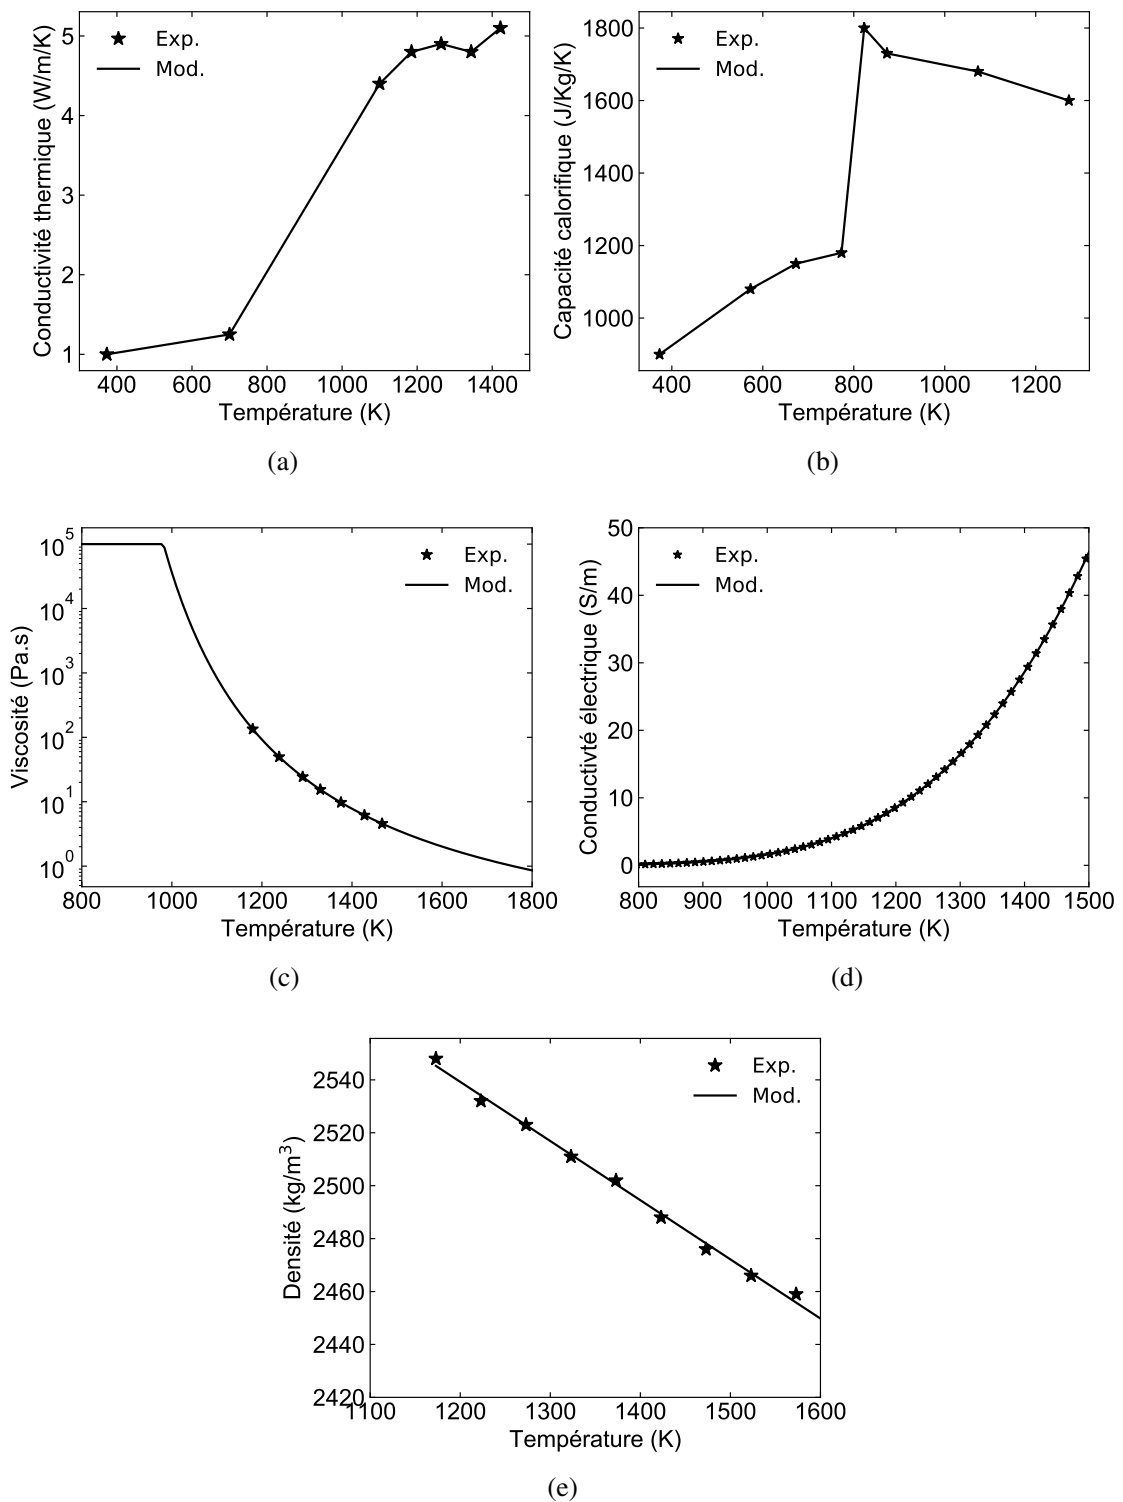 5
4
3
2
1
Conductivité thermique (W/m/K)
Exp.
Mod.
400 600 800 1000 1200 1400
Température (K)
(a)
1800
1600
1400
1200
1000
Capacité calorifique (J/Kg/K)
Exp.
Mod.
400 600 800 1000 1200
Température (K)
(b)
10^5
10^4
10^3
10^2
10^1
10^0
Viscosité (Pa.s)
Exp.
Mod.
800 1000 1200 1400 1600 1800
Température (K)
(c)
50
40
30
20
10
0
Conductivté électrique (S/m)
Exp.
Mod.
800 900 1000 1100 1200 1300 1400 1500
Température (K)
(d)
2540
2520
2500
2480
2460
2440
2420
Densité (kg/m³)
Exp.
Mod.
1100 1200 1300 1400 1500 1600
Température (K)
(e)